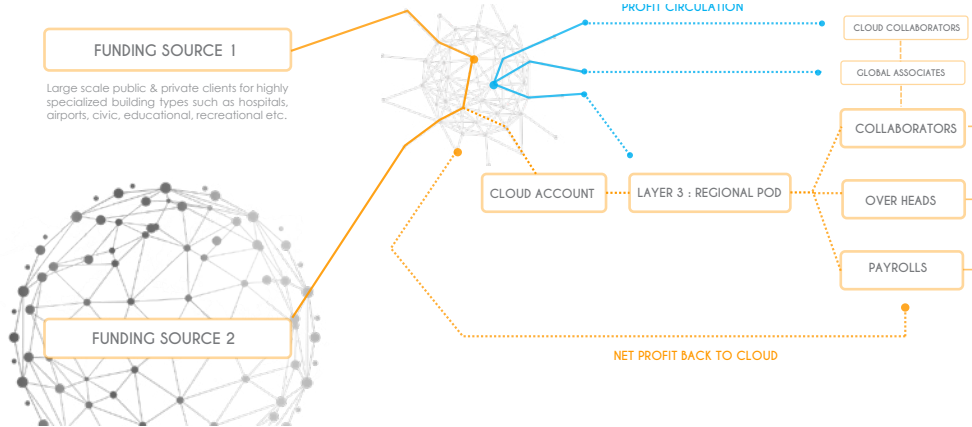 PROFIT CIRCULATION
CLOUD COLLABORATORS
FUNDING SOURCE 1
GLOBAL ASSOCIATES
Large scale public & private clients for highly
specialized building types such as hospitals,
airports, civic, educational, recreational etc.
COLLABORATORS
CLOUD ACCOUNT
LAYER 3 : REGIONAL POD
OVER HEADS
PAYROLLS
FUNDING SOURCE 2
NET PROFIT BACK TO CLOUD